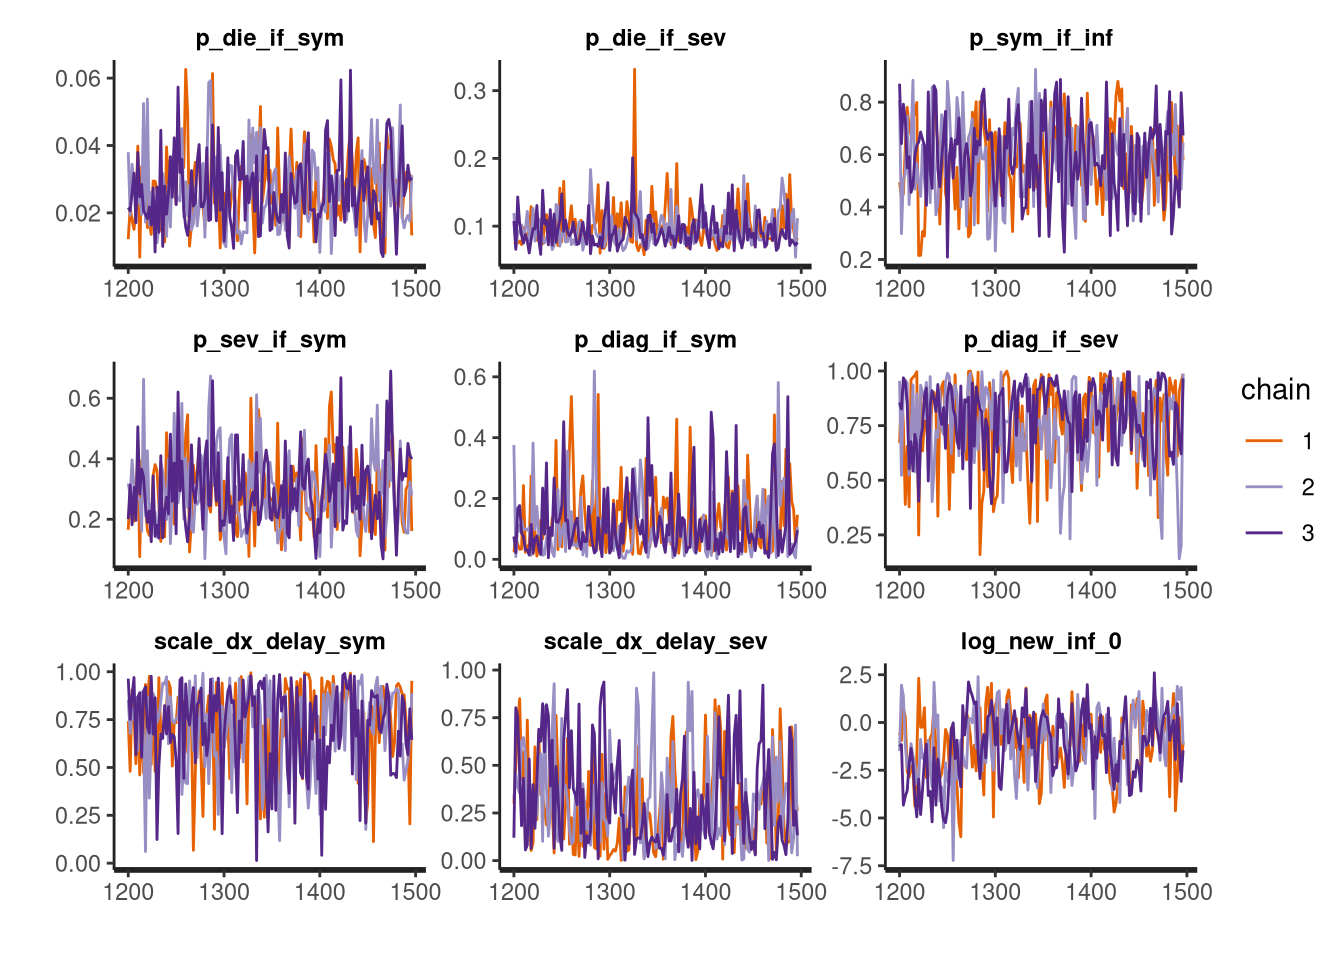 p_die_if_sym p_die_if_sev p_sym_if_inf
0.06 0.04 0.02
0.3 0.2 0.1
0.8 0.6 0.4 0.2
1200 1300 1400 1500 1200 1300 1400 1500 1200 1300 1400 1500
p_sev_if_sym p_diag_if_sym p_diag_if_sev
0.6 0.4 0.2
0.6 0.4 0.2 0.0
1.00 0.75 0.50 0.25
1200 1300 1400 1500 1200 1300 1400 1500 1200 1300 1400 1500
scale_dx_delay_sym scale_dx_delay_sev log_new_inf_0
1.00 0.75 0.50 0.25 0.00
1.00 0.75 0.50 0.25 0.00
2.5 0.0 -2.5 -5.0 -7.5
1200 1300 1400 1500 1200 1300 1400 1500 1200 1300 1400 1500
chain
1
2
3